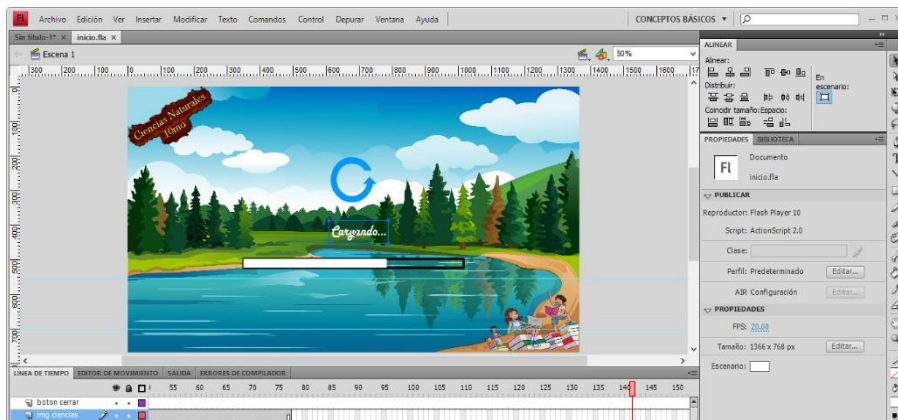 Fl Archivo Edición Ver Insertar Modificar Texto Comandos Control Depurar Ventana Ayuda CONCEPTOS BÁSICOS
Sin título-1* × inicio.fla ×
Escena 1 50%
300 200 100 0 100 200 300 400 500 600 700 800 900 1000 1100 1200 1300 1400 1500 1600 17
Ciencias Naturales
10mo
Cargando...
ALINEAR
Alinear:
Distribuir:
En
escenario:
Coincidir tamaño: Espacio:
PROPIEDADES BIBLIOTECA
Fl
Documento
inicio.fla
PUBLICAR
Reproductor: Flash Player 10
Script: ActionScript 2.0
Clase:
Perfil: Predeterminado Editar...
AIR Configuración Editar...
PROPIEDADES
FPS: 20.00
Tamaño: 1366 x 768 px Editar...
Escenario:
LÍNEA DE TIEMPO EDITOR DE MOVIMIENTO SALIDA ERRORES DE COMPILADOR
55 60 65 70 75 80 85 90 95 100 105 110 115 120 125 130 135 140 145 150
boton cerrar
img ciencias